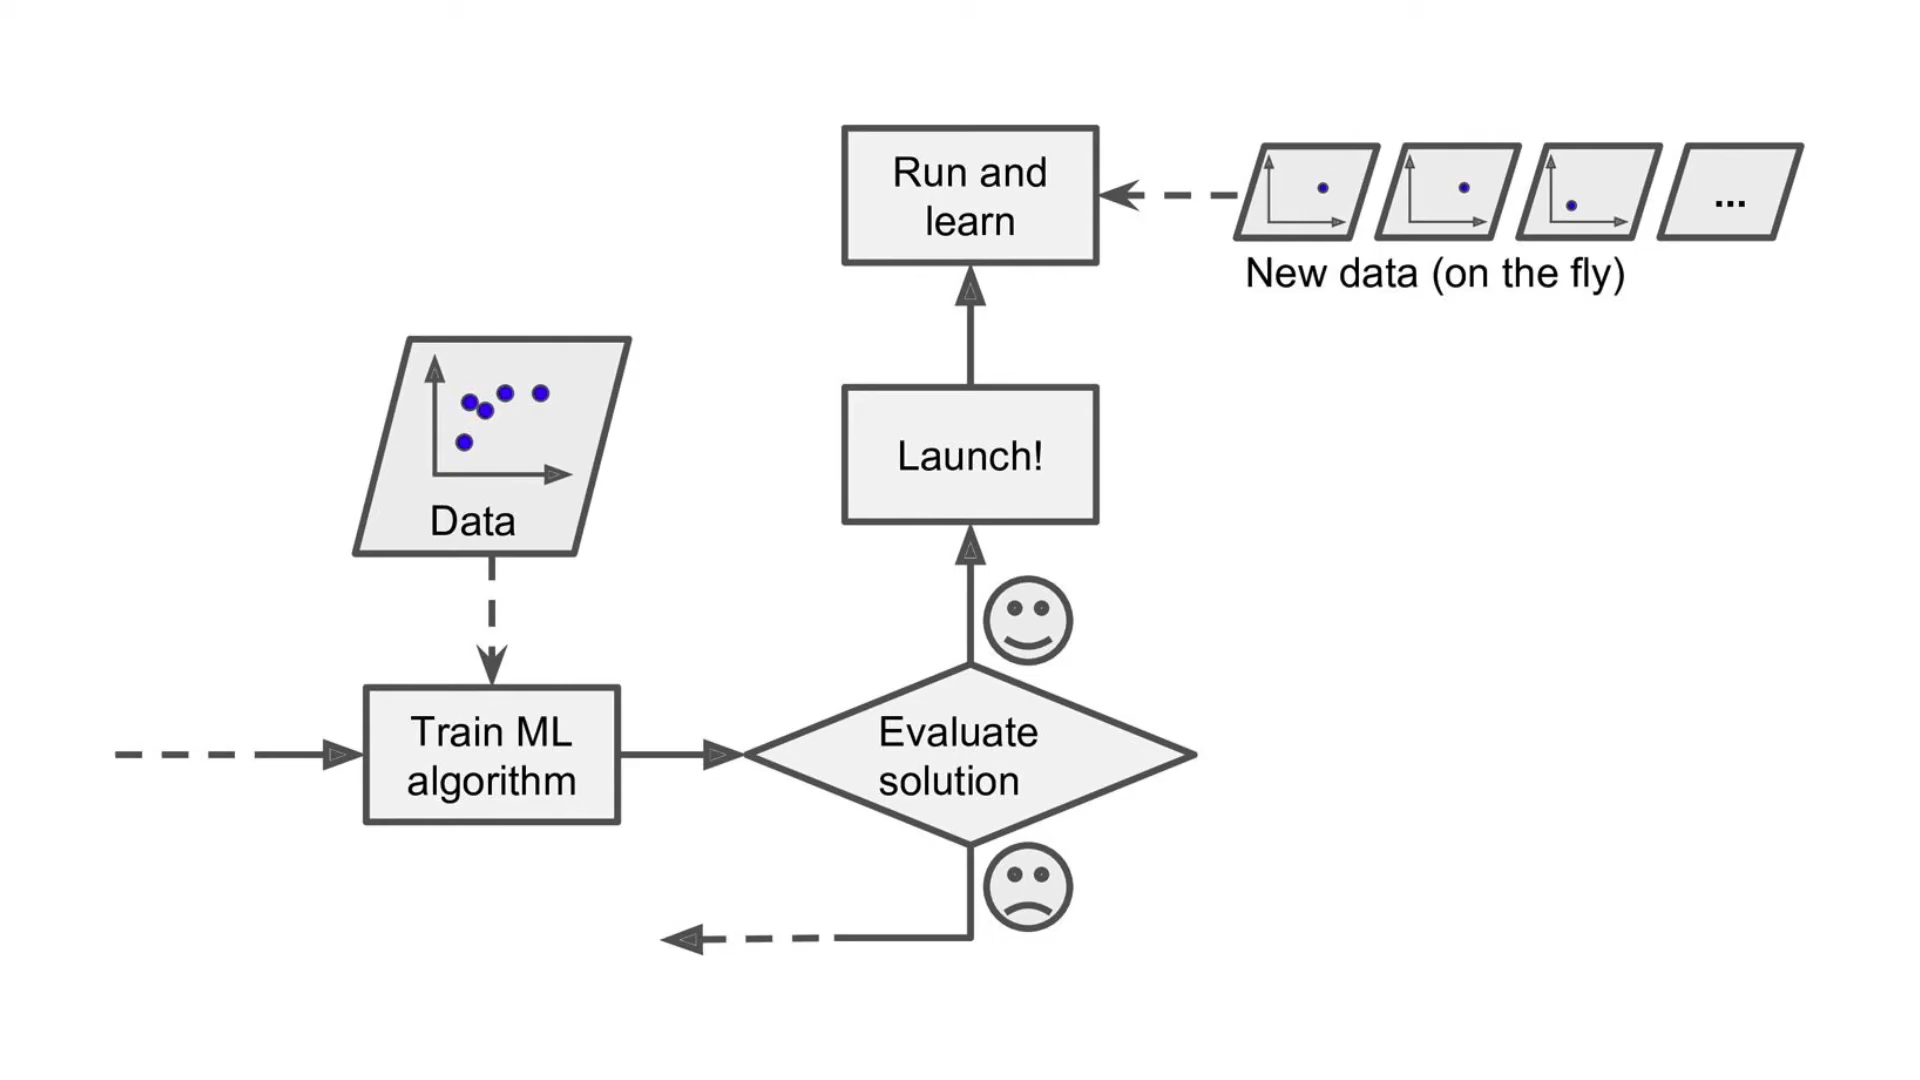 Run and
learn
...
New data (on the fly)
Launch!
Data
Train ML
algorithm
Evaluate
solution